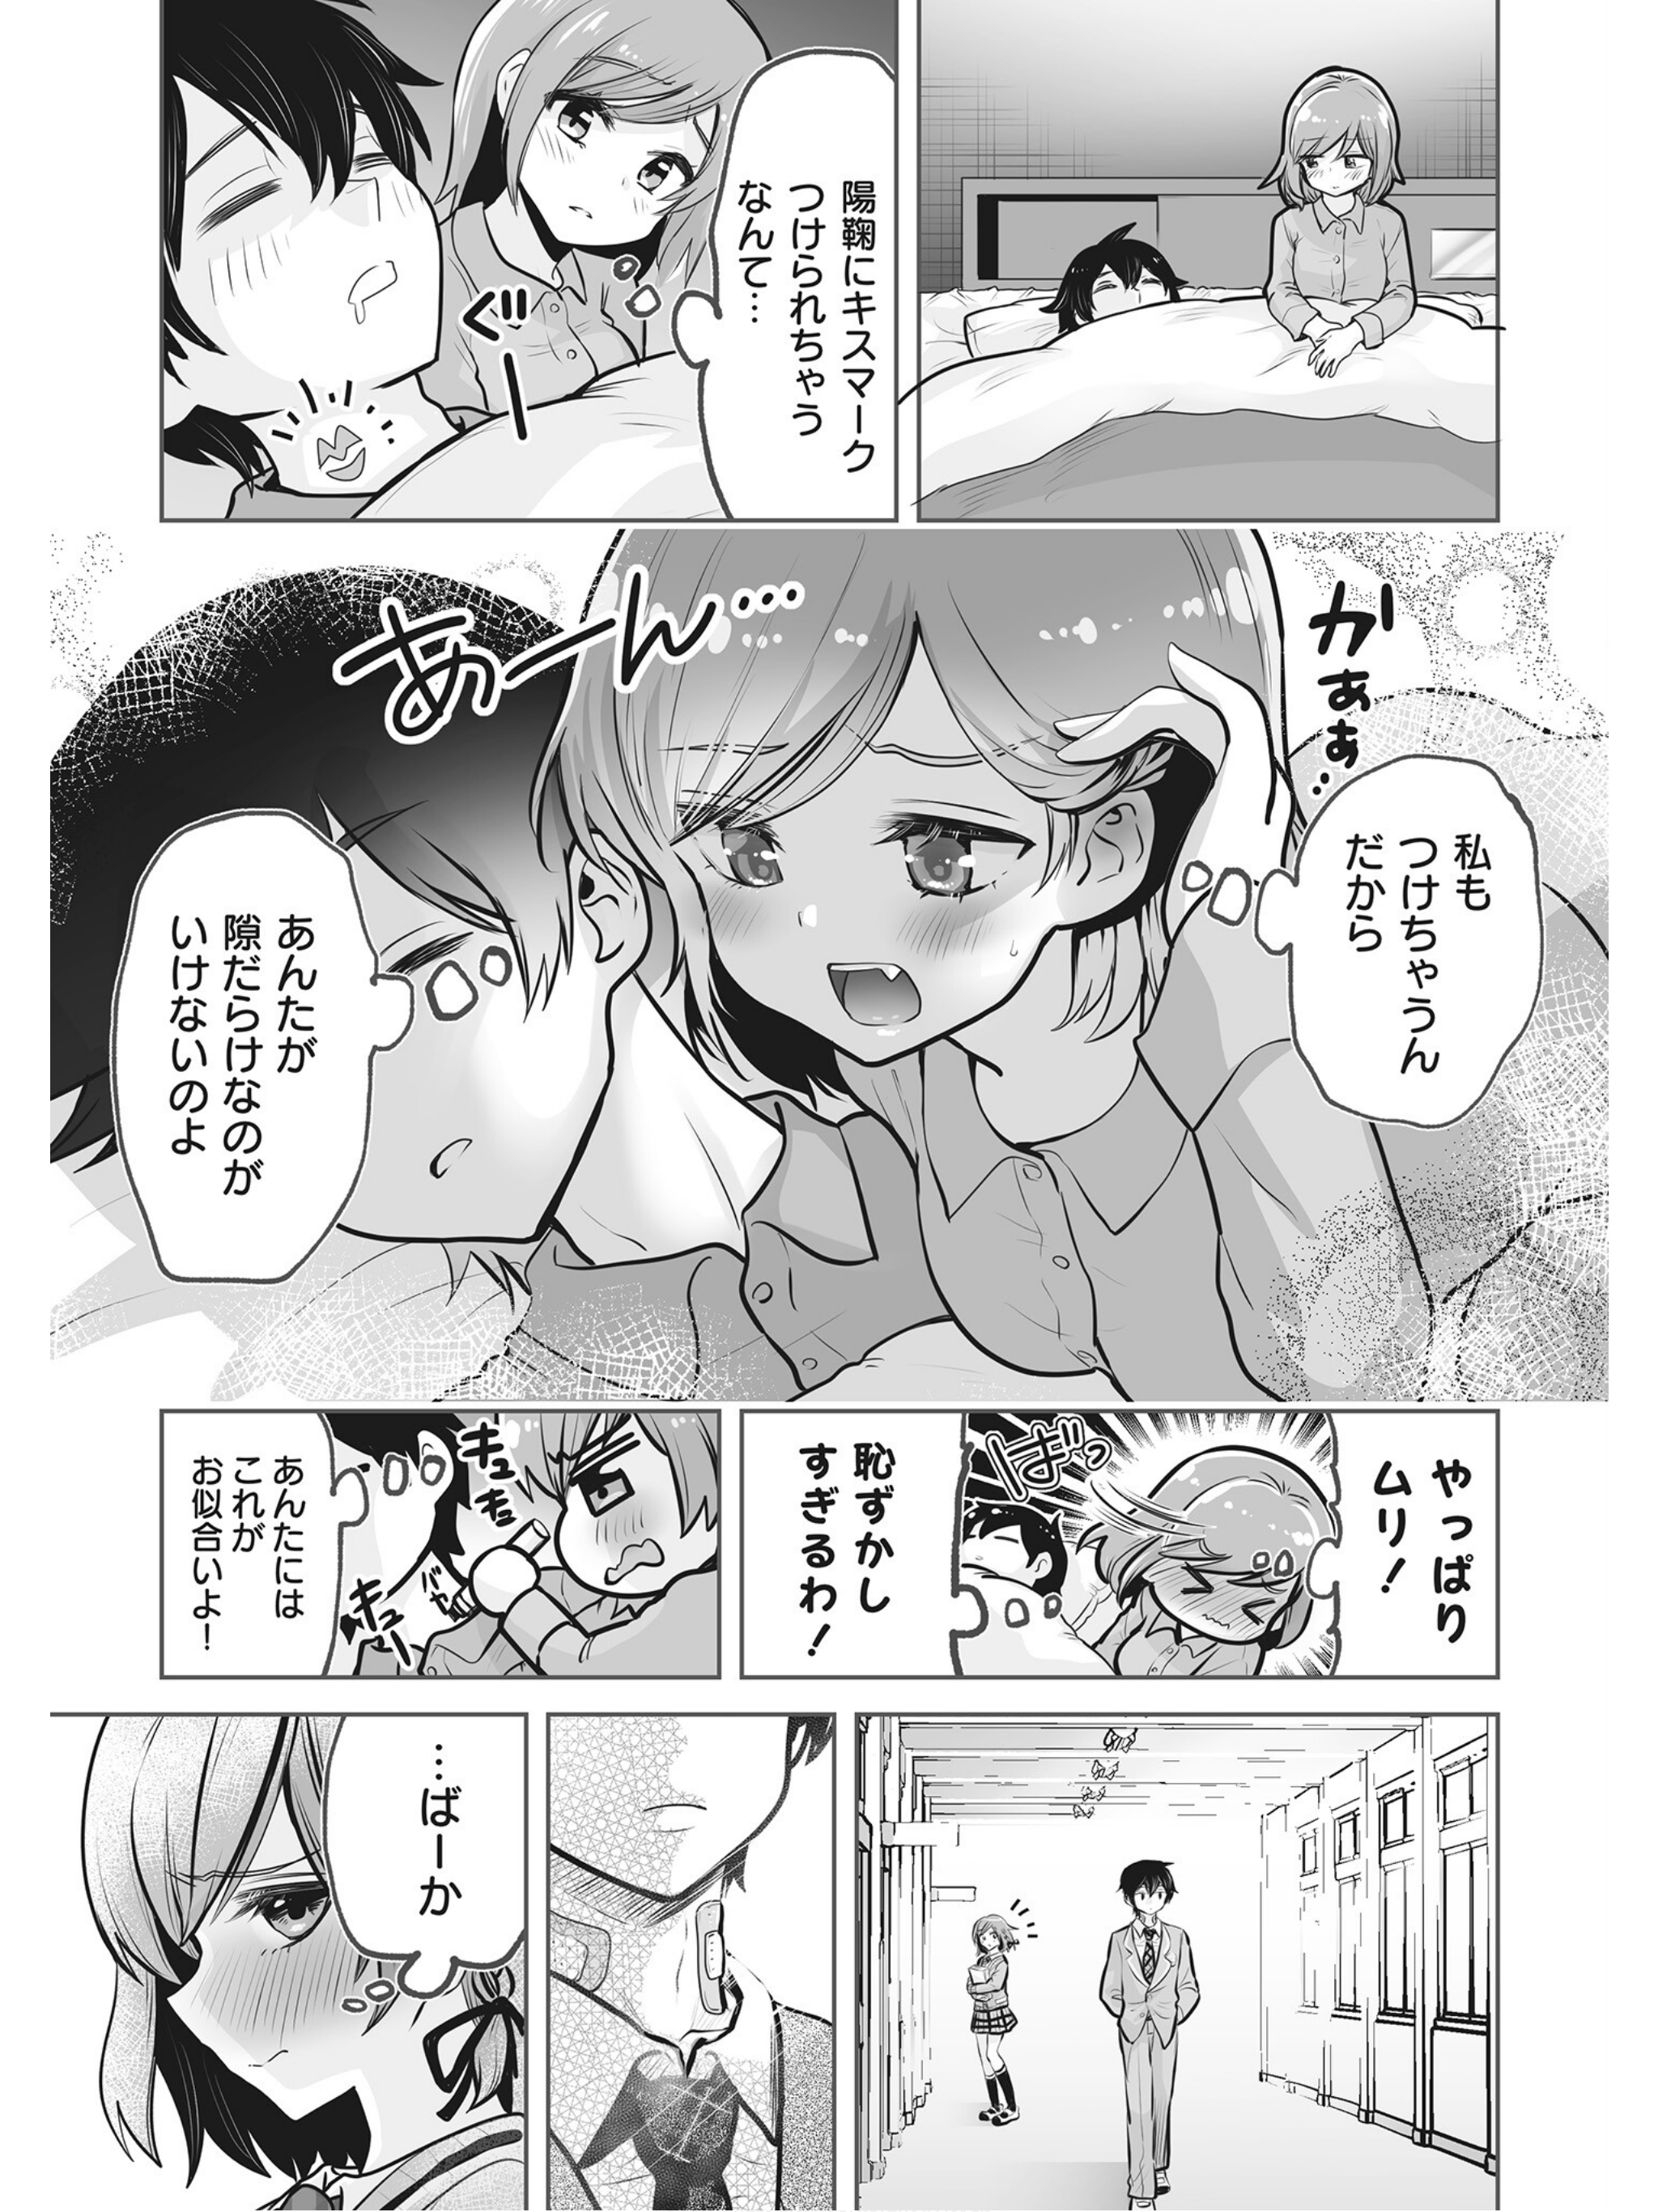 陽鞠にキスマーク
つけられちゃう
なんて…
ぐー
かぁぁ…
私も
つけちゃうん
だから
あーん…
あんたが
隙だらけなのが
いけないのよ
やっぱり
ムリ!
ばっ
恥ずかし
すぎるわ!
キュキュ
キュー
あんたには
これが
お似合いよ!
…ばーか